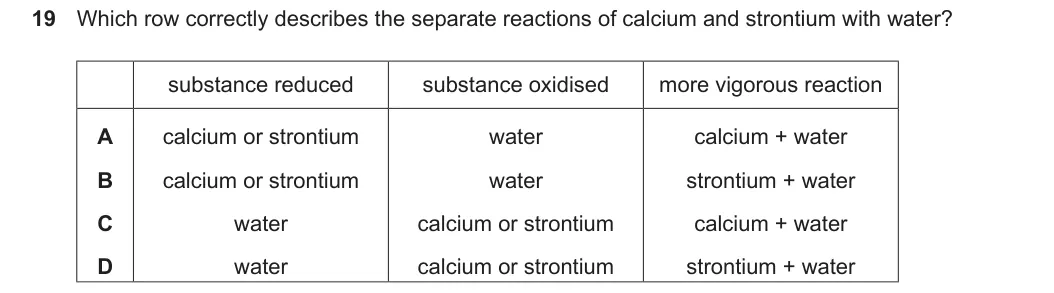 19 Which row correctly describes the separate reactions of calcium and strontium with water?
substance reduced substance oxidised more vigorous reaction
A calcium or strontium water calcium + water
B calcium or strontium water strontium + water
C water calcium or strontium calcium + water
D water calcium or strontium strontium + water